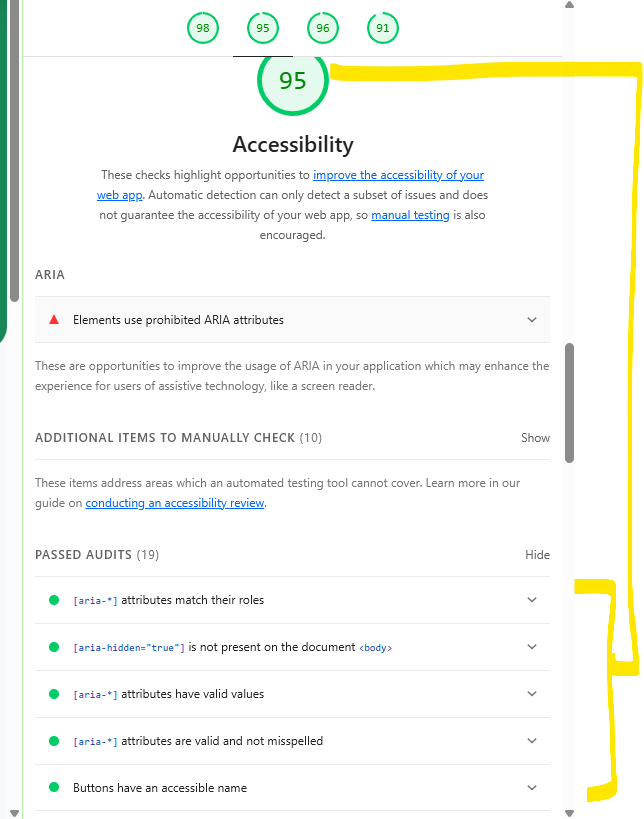 98 95 96 91
95
Accessibility
These checks highlight opportunities to improve the accessibility of your
web app. Automatic detection can only detect a subset of issues and does
not guarantee the accessibility of your web app, so manual testing is also
encouraged.
ARIA
Elements use prohibited ARIA attributes
These are opportunities to improve the usage of ARIA in your application which may enhance the
experience for users of assistive technology, like a screen reader.
ADDITIONAL ITEMS TO MANUALLY CHECK (10) Show
These items address areas which an automated testing tool cannot cover. Learn more in our
guide on conducting an accessibility review.
PASSED AUDITS (19) Hide
[aria-*] attributes match their roles
[aria-hidden="true"] is not present on the document <body>
[aria-*] attributes have valid values
[aria-*] attributes are valid and not misspelled
Buttons have an accessible name